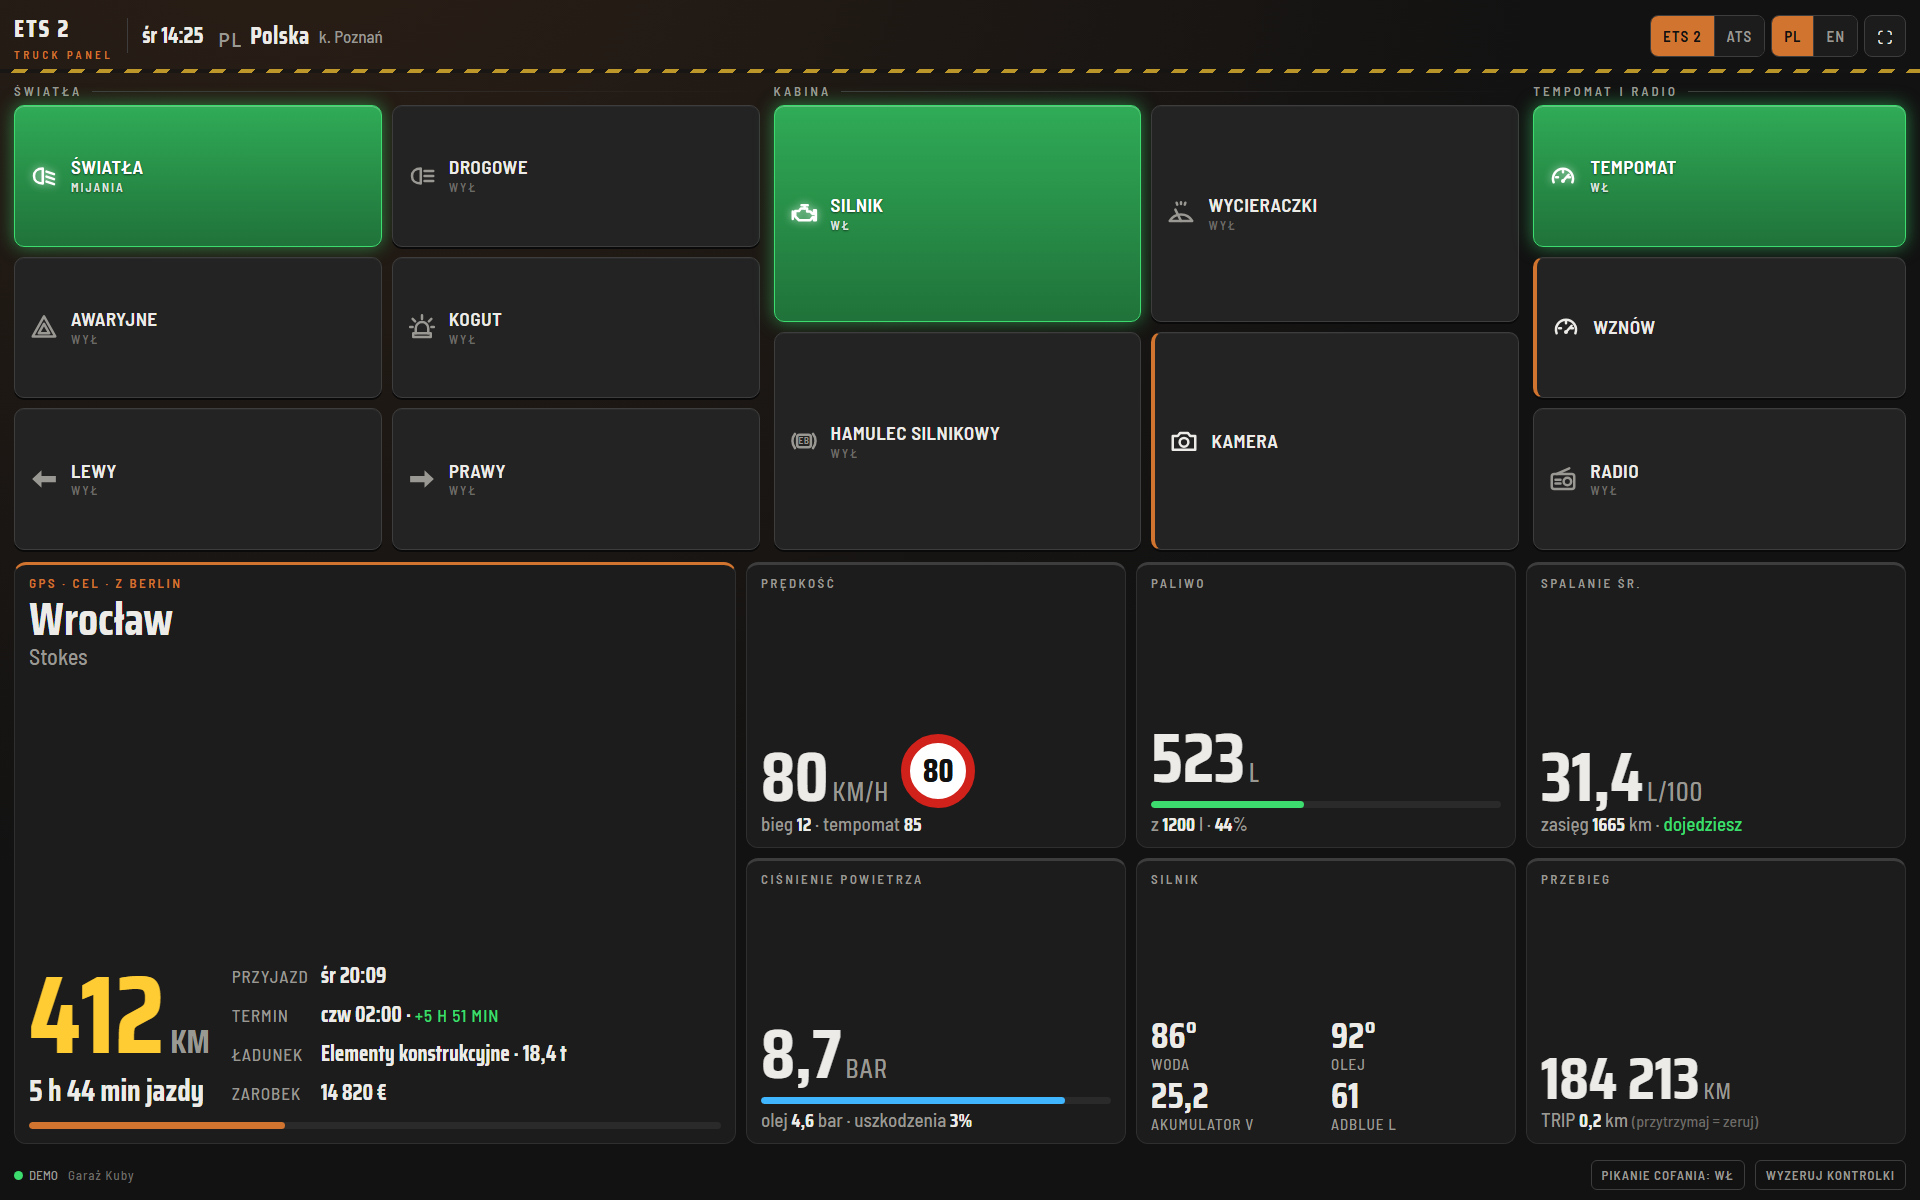 ETS 2
TRUCK PANEL
śr 14:25 PL Polska k. Poznań
ETS 2 ATS PL EN
ŚWIATŁA
KABINA
TEMPOMAT I RADIO
ŚWIATŁA
MIJANIA
DROGOWE
WYŁ
SILNIK
WŁ
WYCIERACZKI
WYŁ
TEMPOMAT
WŁ
AWARYJNE
WYŁ
KOGUT
WYŁ
WZNÓW
HAMULEC SILNIKOWY
WYŁ
EB
KAMERA
LEWY
WYŁ
PRAWY
WYŁ
RADIO
WYŁ
GPS · CEL · Z BERLIN
Wrocław
Stokes
412 KM
5 h 44 min jazdy
PRZYJAZD śr 20:09
TERMIN czw 02:00 · +5 H 51 MIN
ŁADUNEK Elementy konstrukcyjne · 18,4 t
ZAROBEK 14 820 €
PRĘDKOŚĆ
80 KM/H 80
bieg 12 · tempomat 85
PALIWO
523 L
z 1200 l · 44%
SPALANIE ŚR.
31,4 L/100
zasięg 1665 km · dojedziesz
CIŚNIENIE POWIETRZA
8,7 BAR
olej 4,6 bar · uszkodzenia 3%
SILNIK
86° 92°
WODA OLEJ
25,2 61
AKUMULATOR V ADBLUE L
PRZEBIEG
184 213 KM
TRIP 0,2 km (przytrzymaj = zeruj)
DEMO Garaż Kuby
PIKANIE COFANIA: WŁ WYZERUJ KONTROLKI